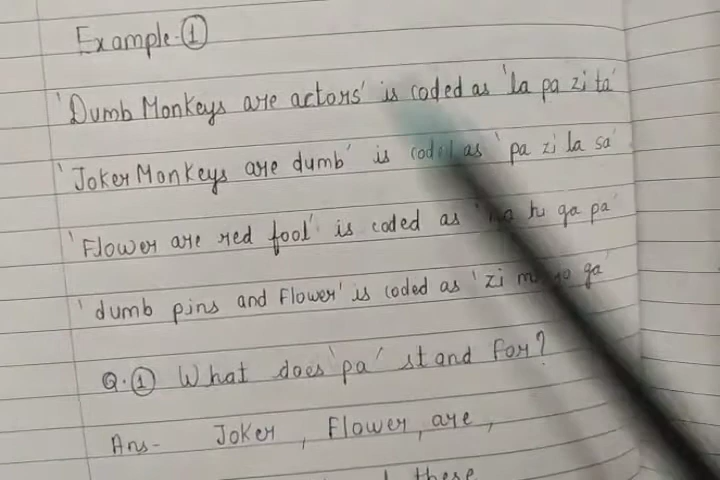 Example-①
'Dumb Monkeys are actors' is coded as 'la pa zi ta'
'Joker Monkeys are dumb' is coded as 'pa zi la sa'
'Flower are red fool' is coded as ' hu ga pa'
'dumb pins and Flower' is coded as 'zi ga'
Q.① What does 'pa' stand for?
Ans- Joker, Flower, are,
these